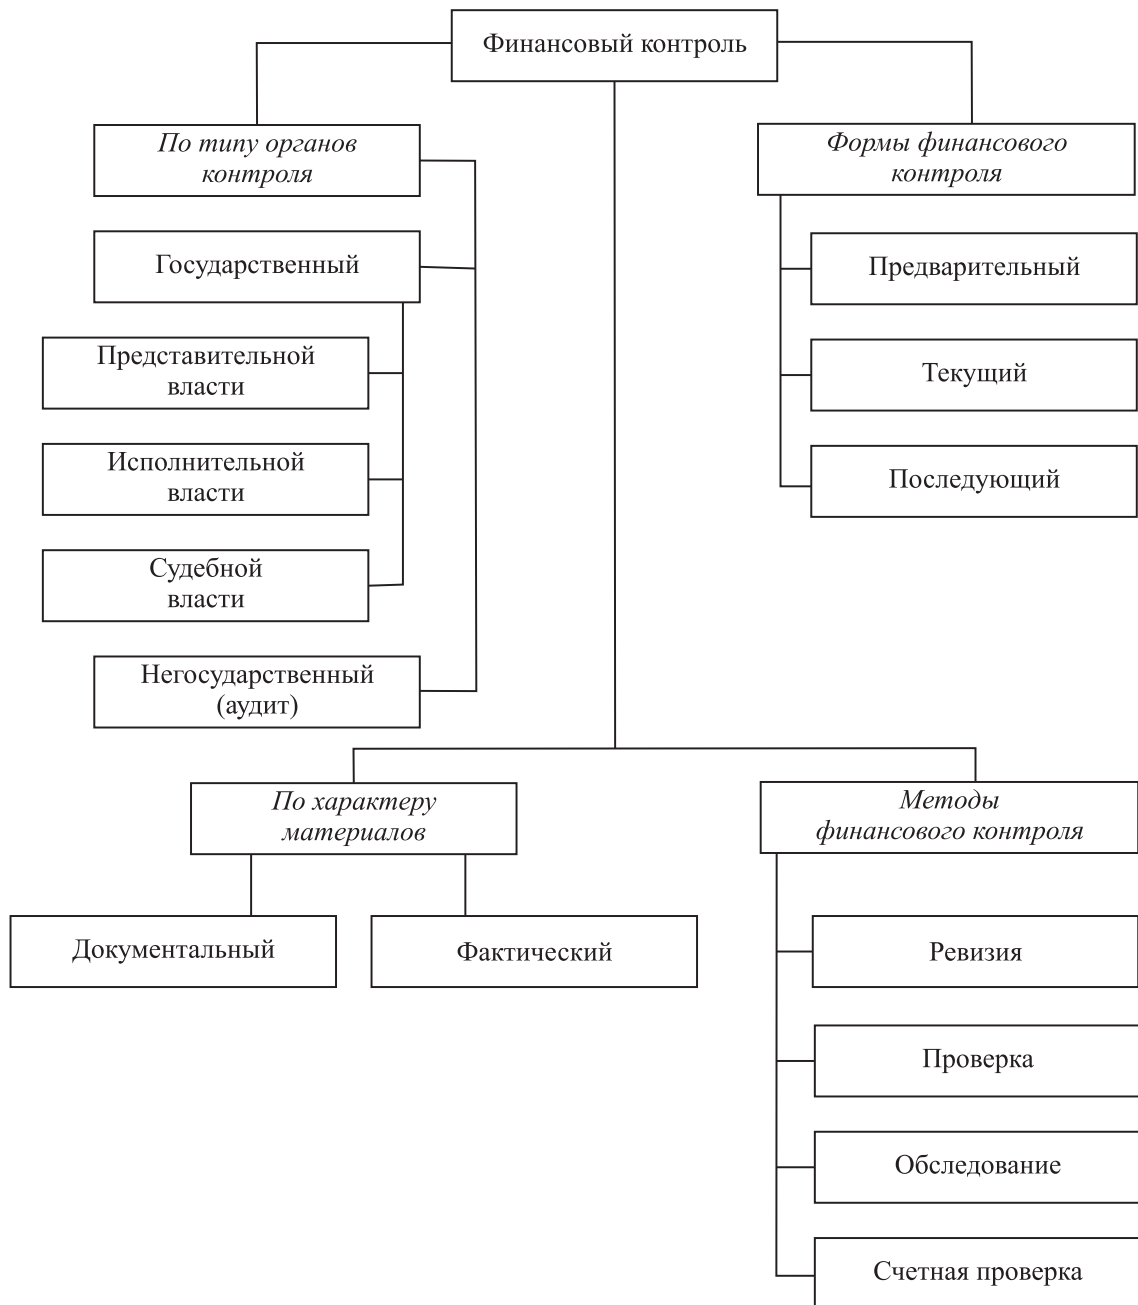 Финансовый контроль
По типу органов
контроля
Государственный
Представительной
власти
Исполнительной
власти
Судебной
власти
Негосударственный
(аудит)
Формы финансового
контроля
Предварительный
Текущий
Последующий
По характеру
материалов
Документальный
Фактический
Методы
финансового контроля
Ревизия
Проверка
Обследование
Счетная проверка